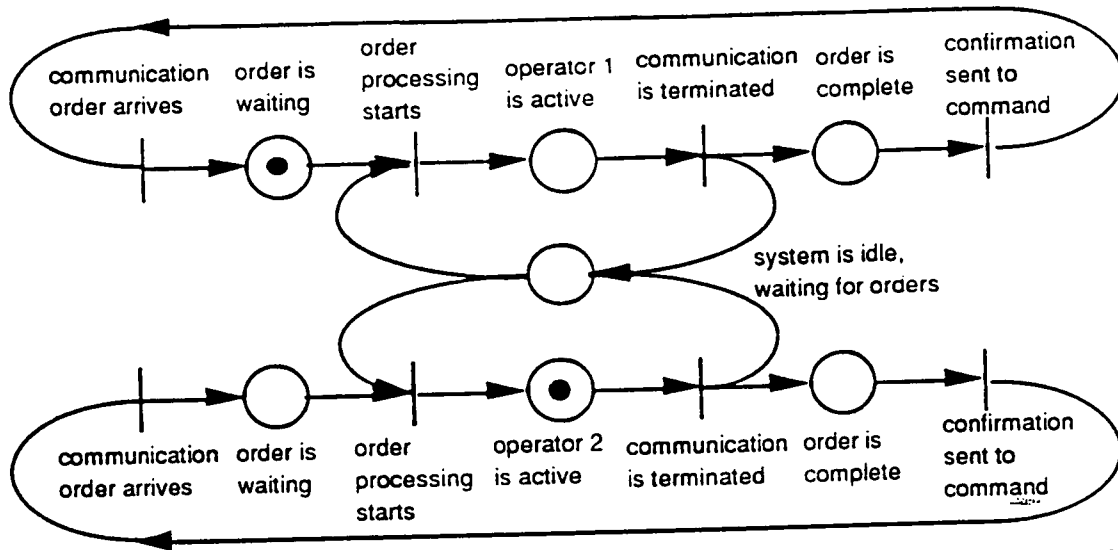 communication
order arrives
order is
waiting
order
processing
starts
operator 1
is active
communication
is terminated
order is
complete
confirmation
sent to
command
system is idle,
waiting for orders
communication
order arrives
order is
waiting
order
processing
starts
operator 2
is active
communication
is terminated
order is
complete
confirmation
sent to
command